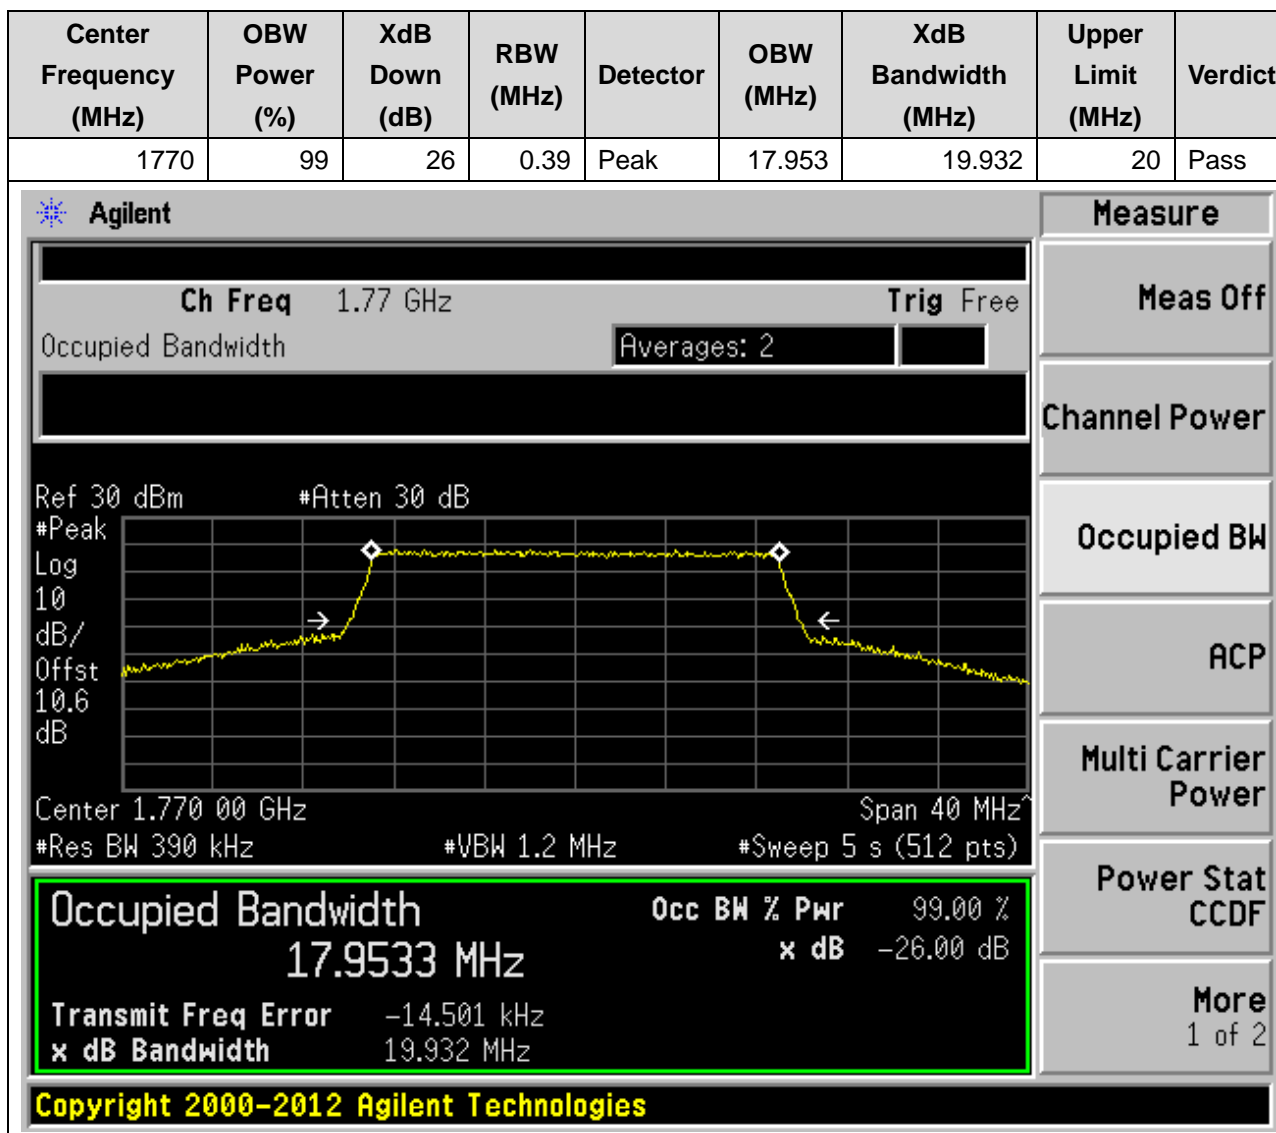 Center Frequency (MHz) OBW Power (%) XdB Down (dB) RBW (MHz) Detector OBW (MHz) XdB Bandwidth (MHz) Upper Limit (MHz) Verdict
1770 99 26 0.39 Peak 17.953 19.932 20 Pass
Agilent Measure
Ch Freq 1.77 GHz Trig Free
Occupied Bandwidth Averages: 2
Meas Off
Channel Power
Occupied BW
ACP
Multi Carrier
Power
Power Stat
CCDF
More
1 of 2
Ref 30 dBm #Atten 30 dB
#Peak
Log
10
dB/
Offst
10.6
dB
Center 1.770 00 GHz Span 40 MHz^
#Res BW 390 kHz #VBW 1.2 MHz #Sweep 5 s (512 pts)
Occupied Bandwidth Occ BW % Pwr 99.00 %
17.9533 MHz x dB -26.00 dB
Transmit Freq Error -14.501 kHz
x dB Bandwidth 19.932 MHz
Copyright 2000-2012 Agilent Technologies